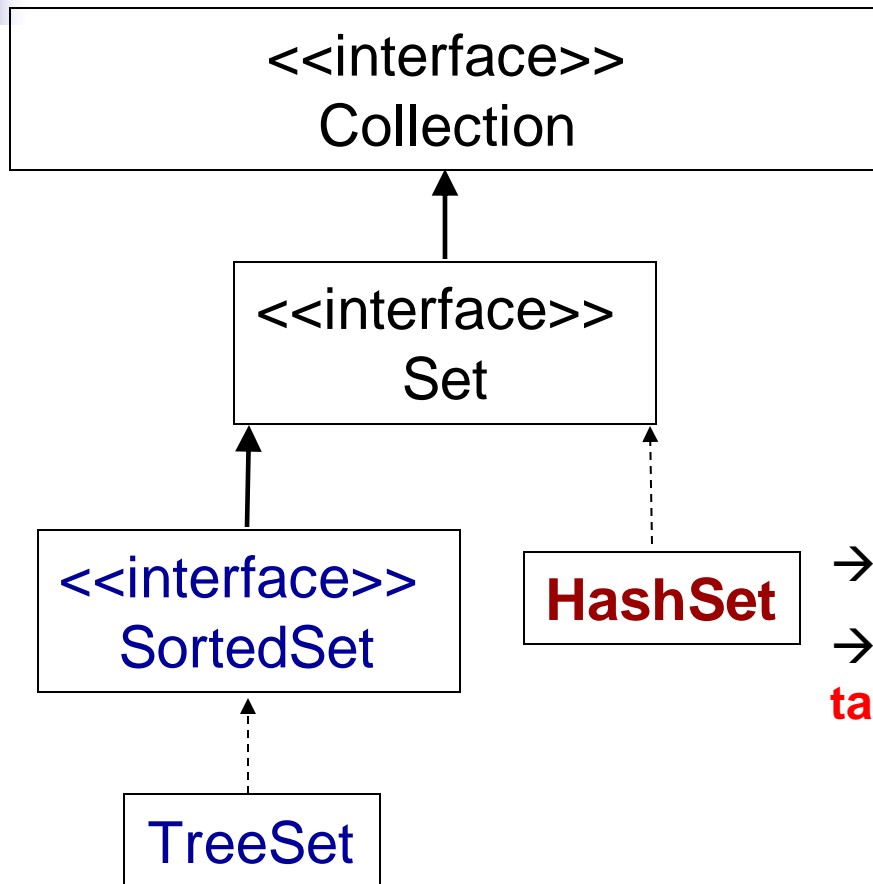 <<interface>>
Collection
<<interface>>
Set
<<interface>>
SortedSet
HashSet
→
→
ta
TreeSet